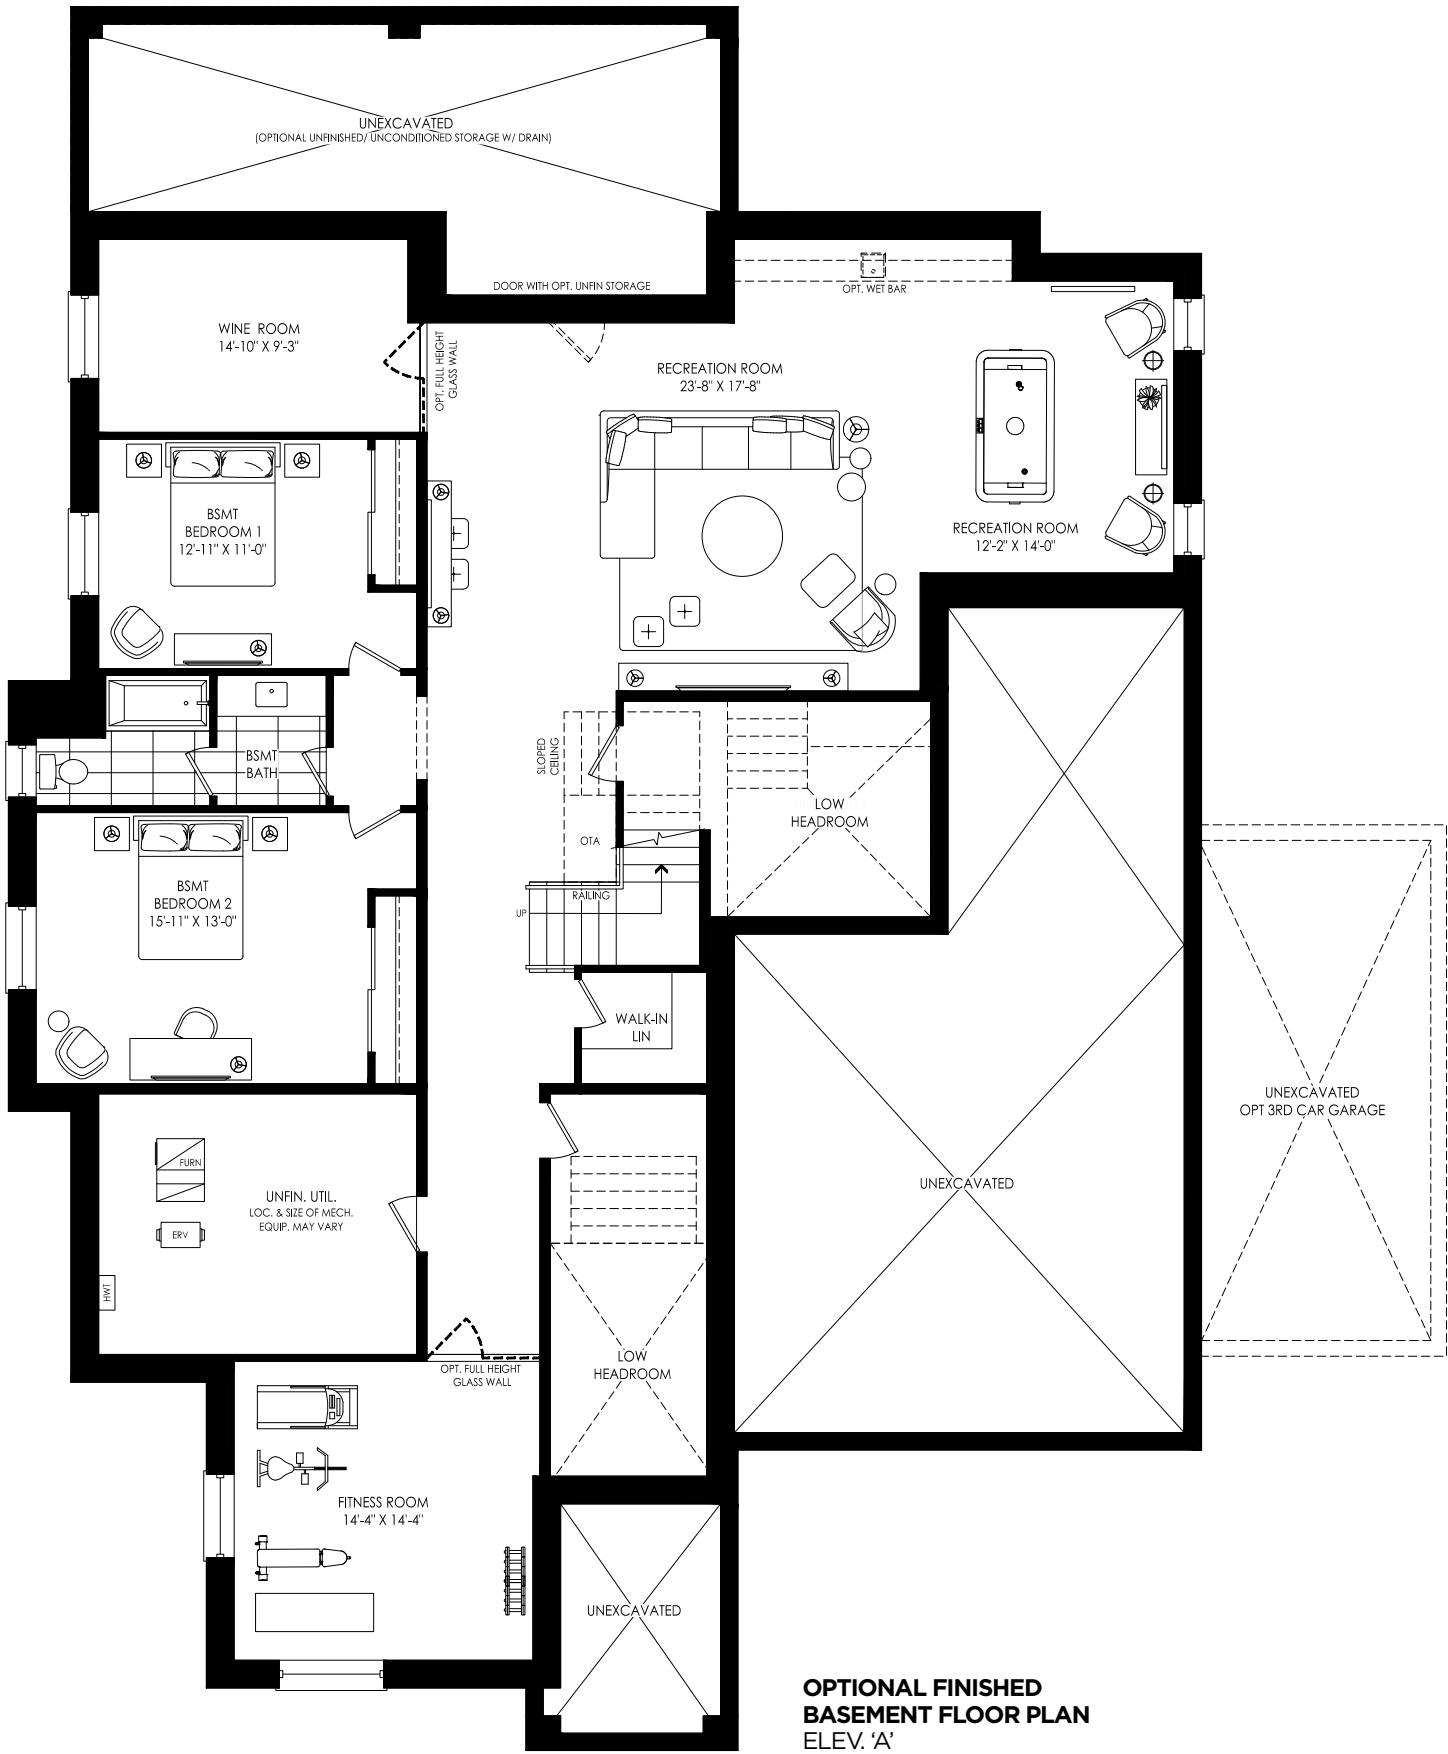 UNEXCAVATED
(OPTIONAL UNFINISHED/ UNCONDITIONED STORAGE W/ DRAIN)
DOOR WITH OPT. UNFIN STORAGE
OPT. WET BAR
WINE ROOM
14'-10" X 9'-3"
OPT. FULL HEIGHT
GLASS WALL
RECREATION ROOM
23'-8" X 17'-8"
RECREATION ROOM
12'-2" X 14'-0"
BSMT
BEDROOM 1
12'-11" X 11'-0"
BSMT
BATH
SLOPED
CEILING
LOW
HEADROOM
OTA
RAILING
UP
BSMT
BEDROOM 2
15'-11" X 13'-0"
WALK-IN
LIN
UNEXCAVATED
OPT 3RD CAR GARAGE
UNEXCAVATED
FURN
ERV
HWT
UNFIN. UTIL.
LOC. & SIZE OF MECH.
EQUIP. MAY VARY
OPT. FULL HEIGHT
GLASS WALL
LOW
HEADROOM
FITNESS ROOM
14'-4" X 14'-4"
UNEXCAVATED
OPTIONAL FINISHED
BASEMENT FLOOR PLAN
ELEV. ‘A’